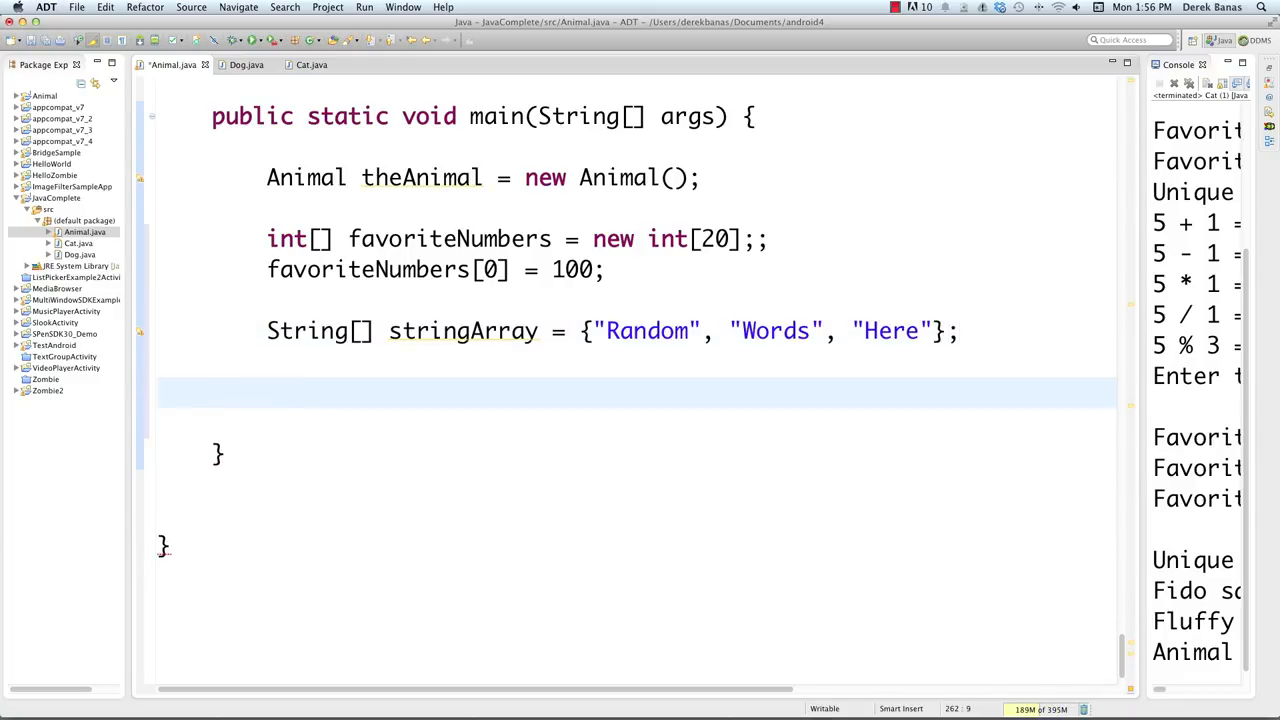 ADT File Edit Refactor Source Navigate Search Project Run Window Help 10 Mon 1:56 PM Derek Banas
Java - JavaComplete/src/Animal.java - ADT - /Users/derekbanas/Documents/android4
Quick Access Java DDMS
Package Exp *Animal.java Dog.java Cat.java Console
<terminated> Cat (1) [Java
Animal
appcompat_v7
appcompat_v7_2
appcompat_v7_3
appcompat_v7_4
BridgeSample
HelloWorld
HelloZombie
ImageFilterSampleApp
JavaComplete
src
(default package)
Animal.java
Cat.java
Dog.java
JRE System Library [Ja
ListPickerExample2Activi
MediaBrowser
MultiWindowSDKExample
MusicPlayerActivity
SlookActivity
SPenSDK30_Demo
TestAndroid
TextGroupActivity
VideoPlayerActivity
Zombie
Zombie2
public static void main(String[] args) {
Animal theAnimal = new Animal();
int[] favoriteNumbers = new int[20];;
favoriteNumbers[0] = 100;
String[] stringArray = {"Random", "Words", "Here"};
}
}
Favorit
Favorit
Unique
5 + 1 =
5 - 1 =
5 * 1 =
5 / 1 =
5 % 3 =
Enter t
Favorit
Favorit
Favorit
Unique
Fido sa
Fluffy
Animal
Writable Smart Insert 262 : 9 189M of 395M